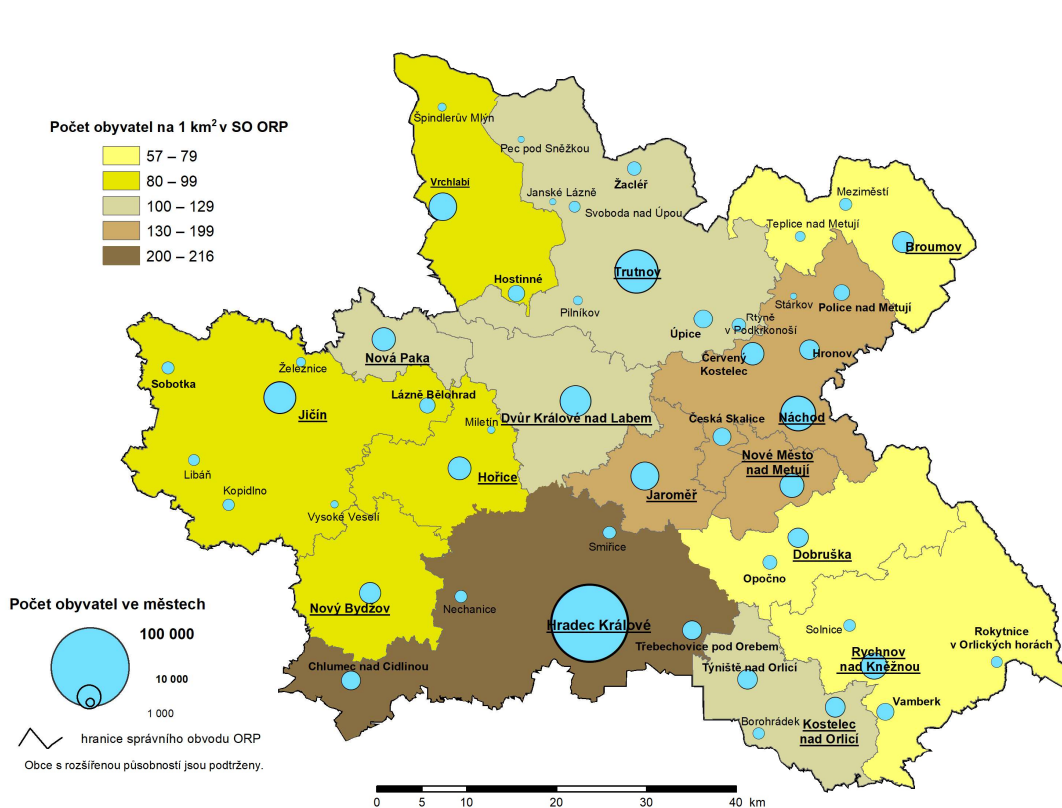 Počet obyvatel na 1 km² v SO ORP
57 – 79
80 – 99
100 – 129
130 – 199
200 – 216
Špindlerův Mlýn
Pec pod Sněžkou
Vrchlabí
Žacléř
Janské Lázně
Svoboda nad Úpou
Meziměstí
Teplice nad Metují
Broumov
Trutnov
Hostinné
Pilníkov
Stárkov
Police nad Metují
Úpice
Rtyně
v Podkrkonoší
Nová Paka
Červený
Kostelec
Hronov
Sobotka
Železnice
Jičín
Lázně Bělohrad
Miletín
Dvůr Králové nad Labem
Česká Skalice
Náchod
Libáň
Kopidlno
Vysoké Veselí
Hořice
Jaroměř
Nové Město
nad Metují
Smiřice
Dobruška
Opočno
Nový Bydžov
Nechanice
Hradec Králové
Třebechovice pod Orebem
Solnice
Rokytnice
v Orlických horách
Rychnov
nad Kněžnou
Chlumec nad Cidlinou
Týniště nad Orlicí
Vamberk
Borohrádek
Kostelec
nad Orlicí
Počet obyvatel ve městech
100 000
10 000
1 000
hranice správního obvodu ORP
Obce s rozšířenou působností jsou podtrženy.
0 5 10 20 30 40 km